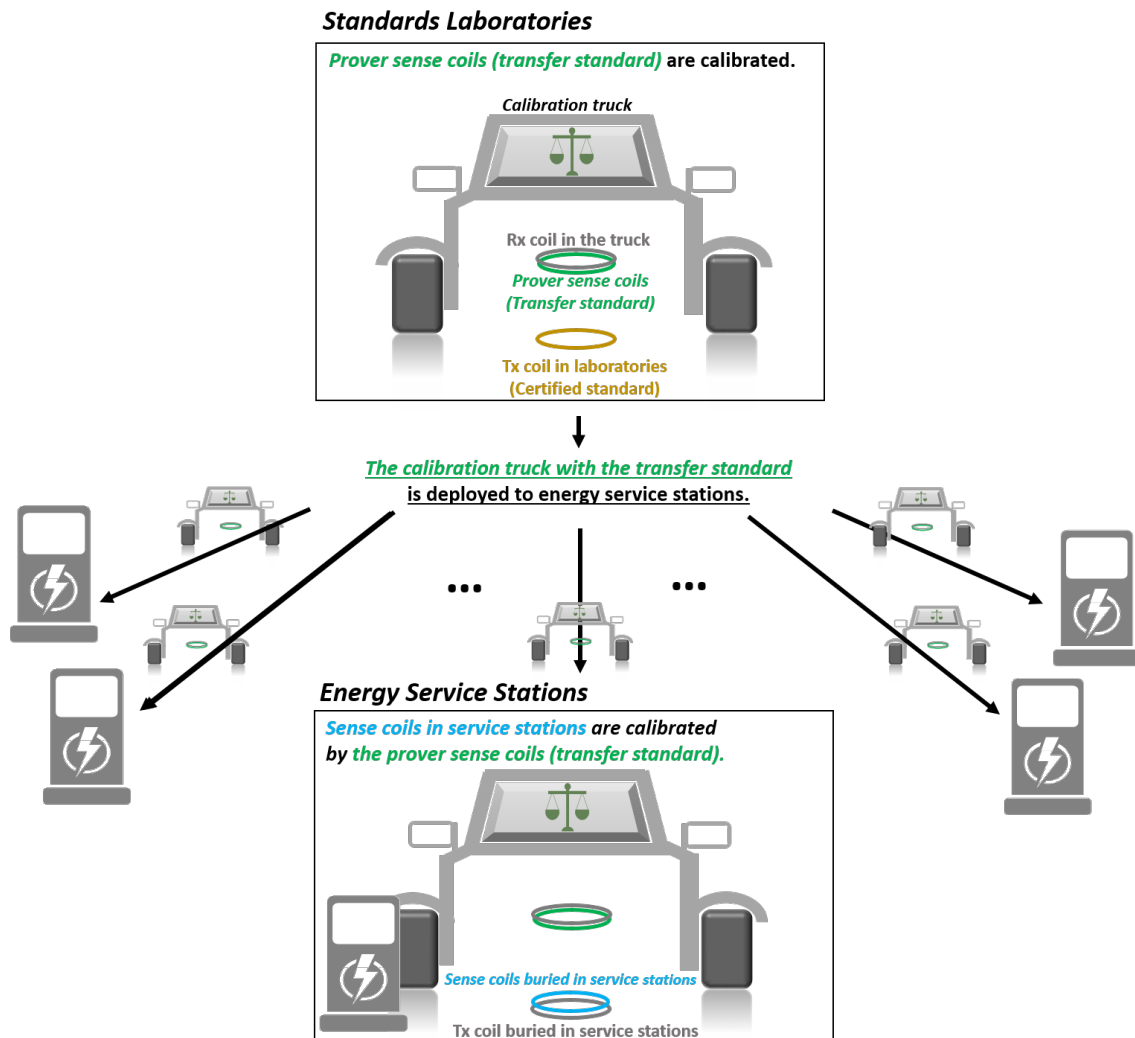 Standards Laboratories
Prover sense coils (transfer standard) are calibrated.
Calibration truck
Rx coil in the truck
Prover sense coils
(Transfer standard)
Tx coil in laboratories
(Certified standard)
The calibration truck with the transfer standard
is deployed to energy service stations.
... ...
Energy Service Stations
Sense coils in service stations are calibrated
by the prover sense coils (transfer standard).
Sense coils buried in service stations
Tx coil buried in service stations